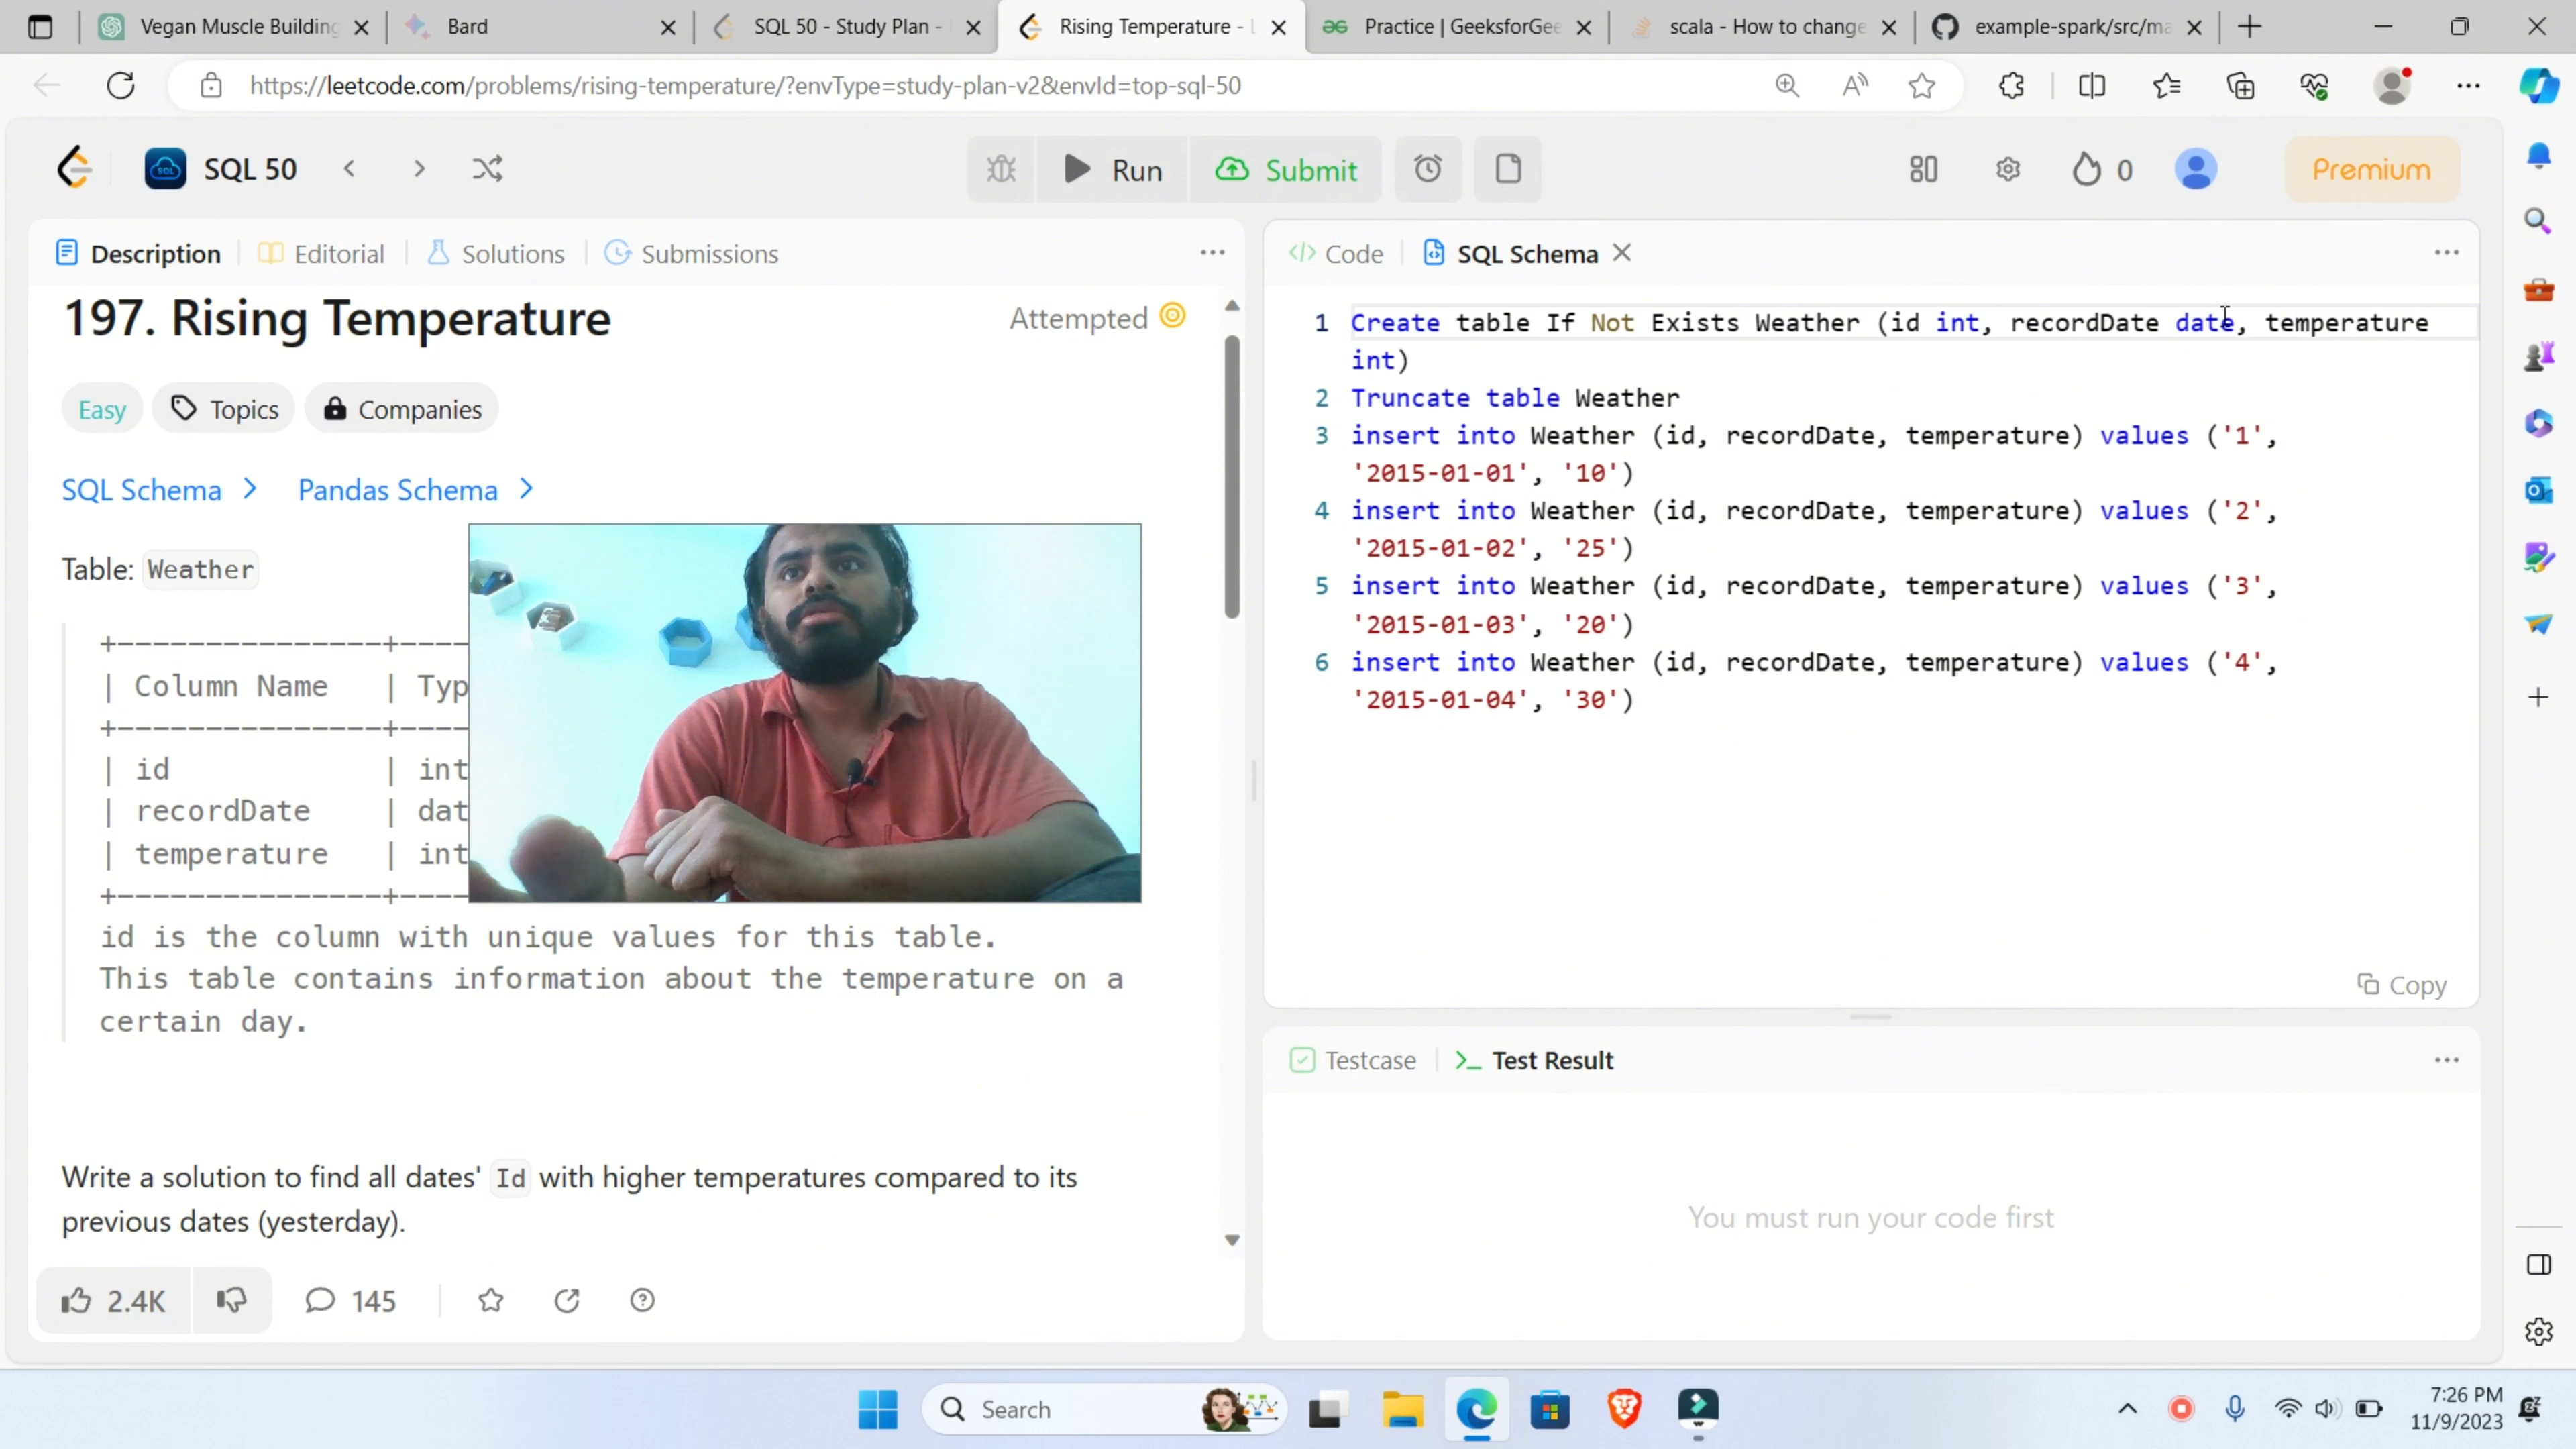 Vegan Muscle Building
Bard
SQL 50 - Study Plan -
Rising Temperature - L
Practice | GeeksforGee
scala - How to change
example-spark/src/ma
https://leetcode.com/problems/rising-temperature/?envType=study-plan-v2&envId=top-sql-50
SQL 50
Run
Submit
0
Premium
Description
Editorial
Solutions
Submissions
197. Rising Temperature
Attempted
Easy
Topics
Companies
SQL Schema
Pandas Schema
Table: Weather
+---------------+----
| Column Name | Typ
+---------------+----
| id | int
| recordDate | dat
| temperature | int
+---------------+----
id is the column with unique values for this table.
This table contains information about the temperature on a
certain day.
Write a solution to find all dates' Id with higher temperatures compared to its
previous dates (yesterday).
2.4K
145
Code
SQL Schema
1 Create table If Not Exists Weather (id int, recordDate date, temperature
int)
2 Truncate table Weather
3 insert into Weather (id, recordDate, temperature) values ('1',
'2015-01-01', '10')
4 insert into Weather (id, recordDate, temperature) values ('2',
'2015-01-02', '25')
5 insert into Weather (id, recordDate, temperature) values ('3',
'2015-01-03', '20')
6 insert into Weather (id, recordDate, temperature) values ('4',
'2015-01-04', '30')
Copy
Testcase
Test Result
You must run your code first
Search
7:26 PM
11/9/2023